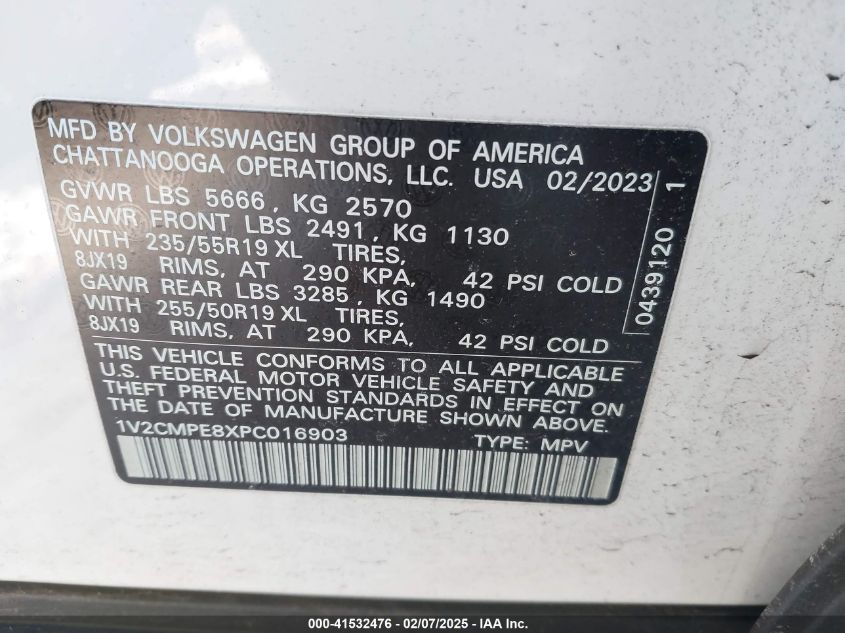 MFD BY VOLKSWAGEN GROUP OF AMERICA
CHATTANOOGA OPERATIONS, LLC. USA 02/2023
GVWR LBS 5666, KG 2570
GAWR FRONT LBS 2491, KG 1130
WITH 235/55R19 XL TIRES,
8JX19 RIMS, AT 290 KPA, 42 PSI COLD
GAWR REAR LBS 3285, KG 1490
WITH 255/50R19 XL TIRES,
8JX19 RIMS, AT 290 KPA, 42 PSI COLD
THIS VEHICLE CONFORMS TO ALL APPLICABLE
U.S. FEDERAL MOTOR VEHICLE SAFETY AND
THEFT PREVENTION STANDARDS IN EFFECT ON
THE DATE OF MANUFACTURE SHOWN ABOVE.
1V2CMPE8XPC016903 TYPE: MPV
0439120 1
000-41532476 - 02/07/2025 - IAA Inc.